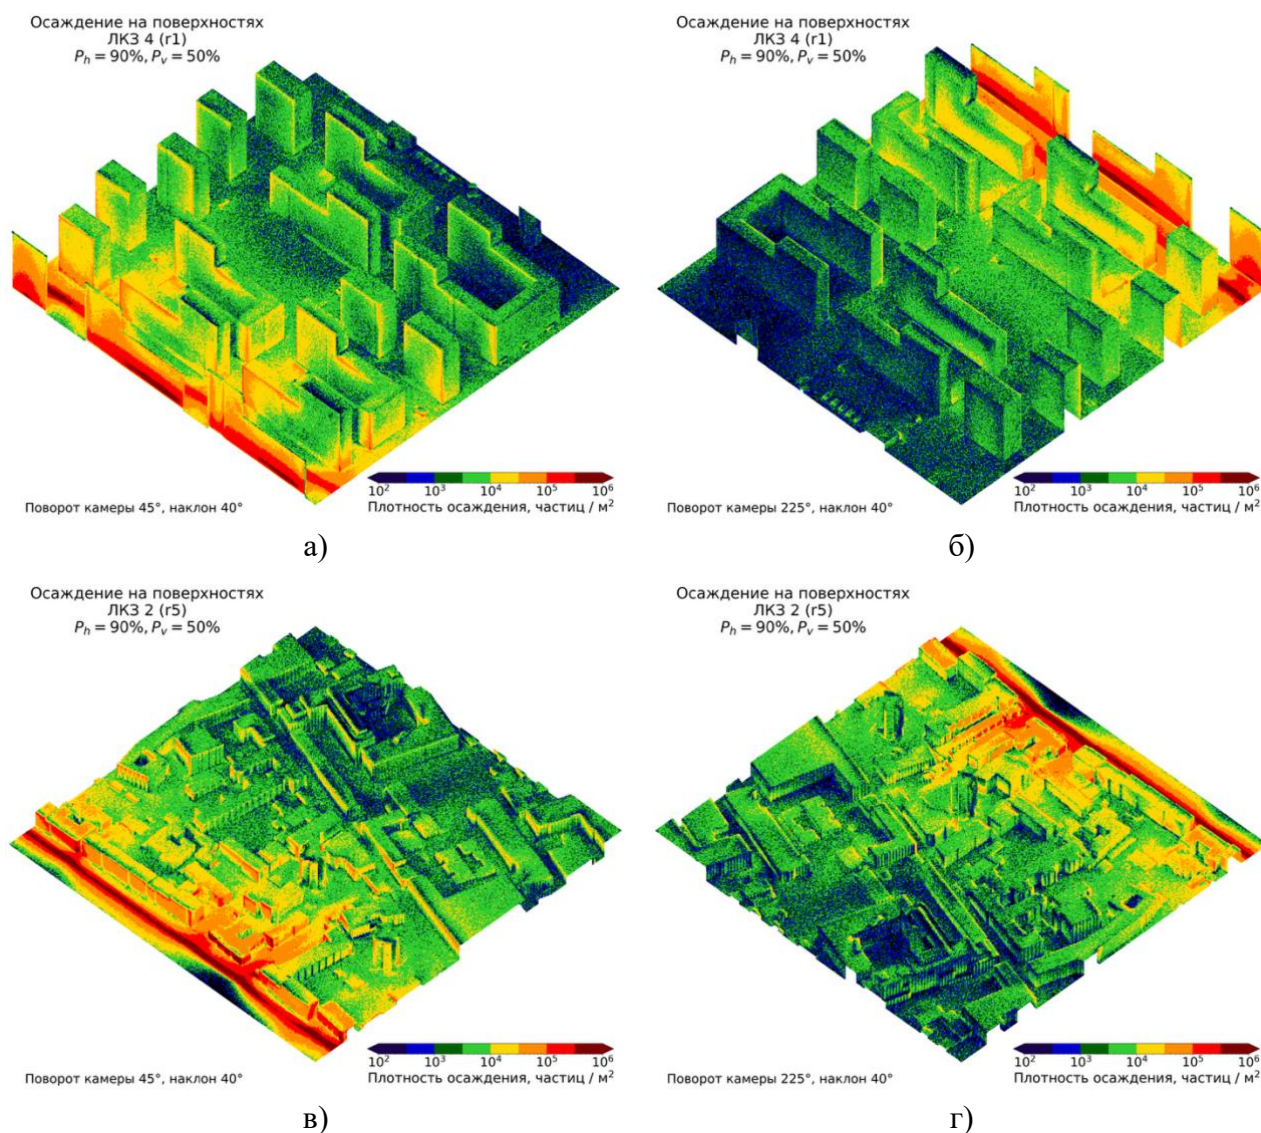 Осаждение на поверхностях
ЛКЗ 4 (r1)
P_h = 90%, P_v = 50%
10² 10³ 10⁴ 10⁵ 10⁶
Плотность осаждения, частиц / м²
Поворот камеры 45°, наклон 40°
а)
Осаждение на поверхностях
ЛКЗ 4 (r1)
P_h = 90%, P_v = 50%
10² 10³ 10⁴ 10⁵ 10⁶
Плотность осаждения, частиц / м²
Поворот камеры 225°, наклон 40°
б)
Осаждение на поверхностях
ЛКЗ 2 (r5)
P_h = 90%, P_v = 50%
10² 10³ 10⁴ 10⁵ 10⁶
Плотность осаждения, частиц / м²
Поворот камеры 45°, наклон 40°
в)
Осаждение на поверхностях
ЛКЗ 2 (r5)
P_h = 90%, P_v = 50%
10² 10³ 10⁴ 10⁵ 10⁶
Плотность осаждения, частиц / м²
Поворот камеры 225°, наклон 40°
г)